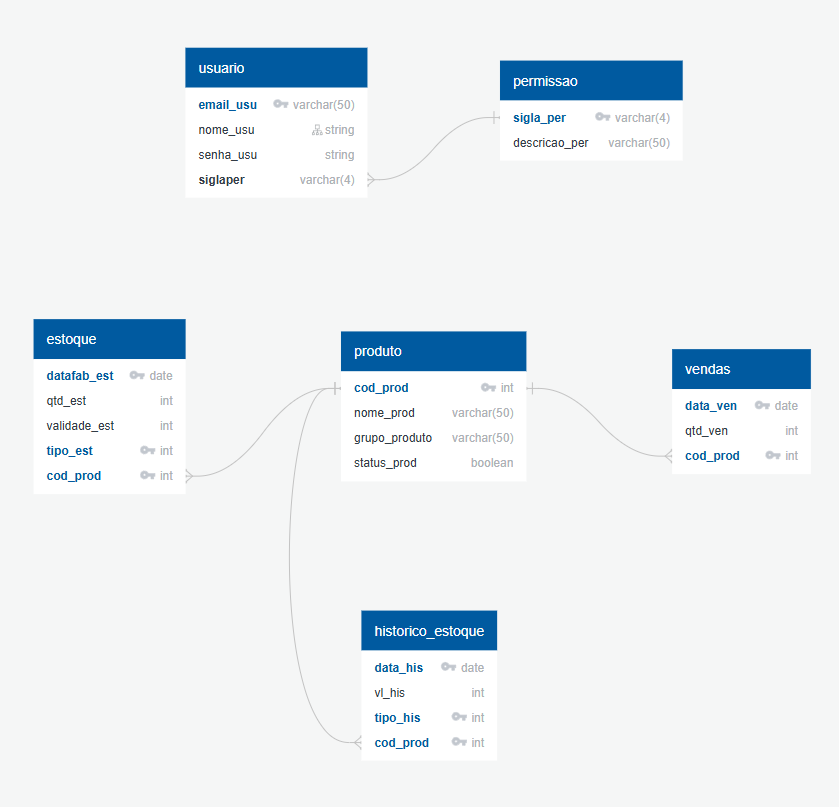 usuario
email_usu varchar(50)
nome_usu string
senha_usu string
siglaper varchar(4)
permissao
sigla_per varchar(4)
descricao_per varchar(50)
estoque
datafab_est date
qtd_est int
validade_est int
tipo_est int
cod_prod int
produto
cod_prod int
nome_prod varchar(50)
grupo_produto varchar(50)
status_prod boolean
vendas
data_ven date
qtd_ven int
cod_prod int
historico_estoque
data_his date
vl_his int
tipo_his int
cod_prod int